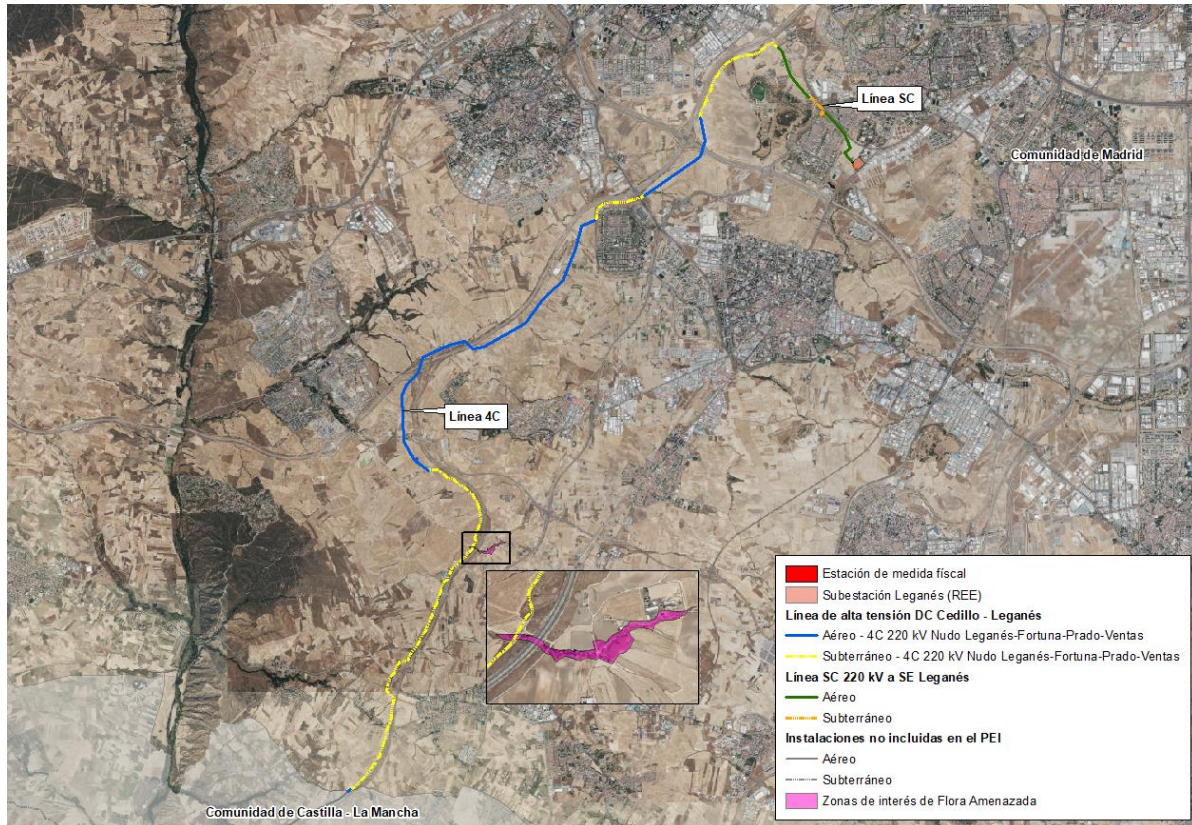 Línea SC
Comunidad de Madrid
Línea 4C
Comunidad de Castilla - La Mancha
Estación de medida físcal
Subestación Leganés (REE)
Línea de alta tensión DC Cedillo - Leganés
Aéreo - 4C 220 kV Nudo Leganés-Fortuna-Prado-Ventas
Subterráneo - 4C 220 kV Nudo Leganés-Fortuna-Prado-Ventas
Línea SC 220 kV a SE Leganés
Aéreo
Subterráneo
Instalaciones no incluidas en el PEI
Aéreo
Subterráneo
Zonas de interés de Flora Amenazada